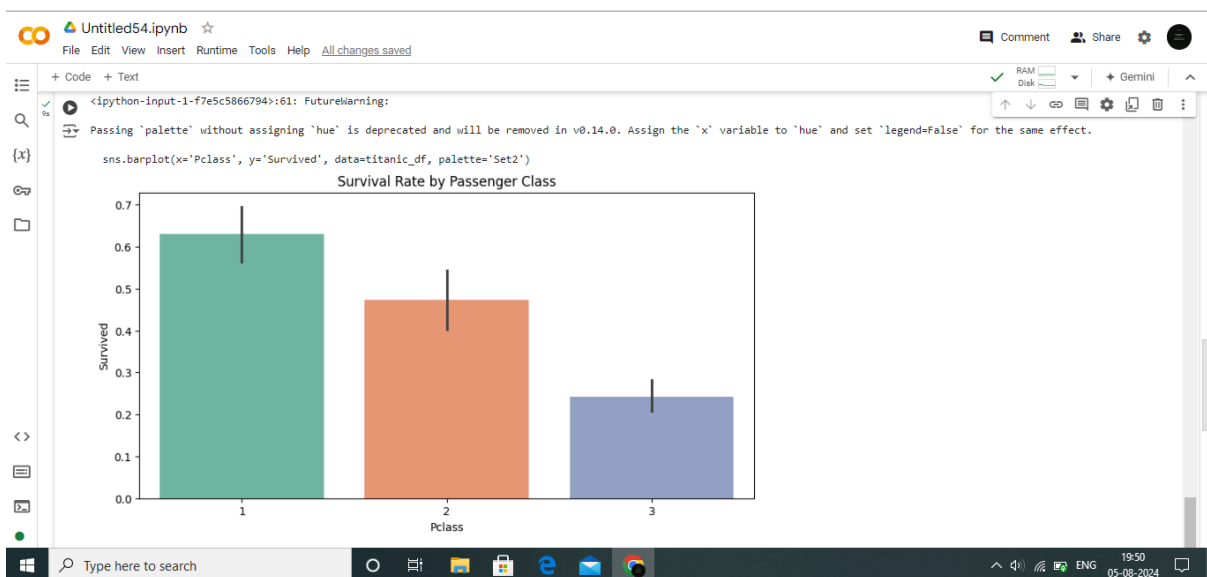 CO
Untitled54.ipynb
File Edit View Insert Runtime Tools Help All changes saved
Comment
Share
+ Code + Text
RAM
Disk
Gemini
9s
<ipython-input-1-f7e5c5866794>:61: FutureWarning:
Passing `palette` without assigning `hue` is deprecated and will be removed in v0.14.0. Assign the `x` variable to `hue` and set `legend=False` for the same effect.
{x}
sns.barplot(x='Pclass', y='Survived', data=titanic_df, palette='Set2')
Survival Rate by Passenger Class
0.7
0.6
0.5
0.4
0.3
0.2
0.1
0.0
Survived
1 2 3
Pclass
Type here to search
ENG
19:50
05-08-2024